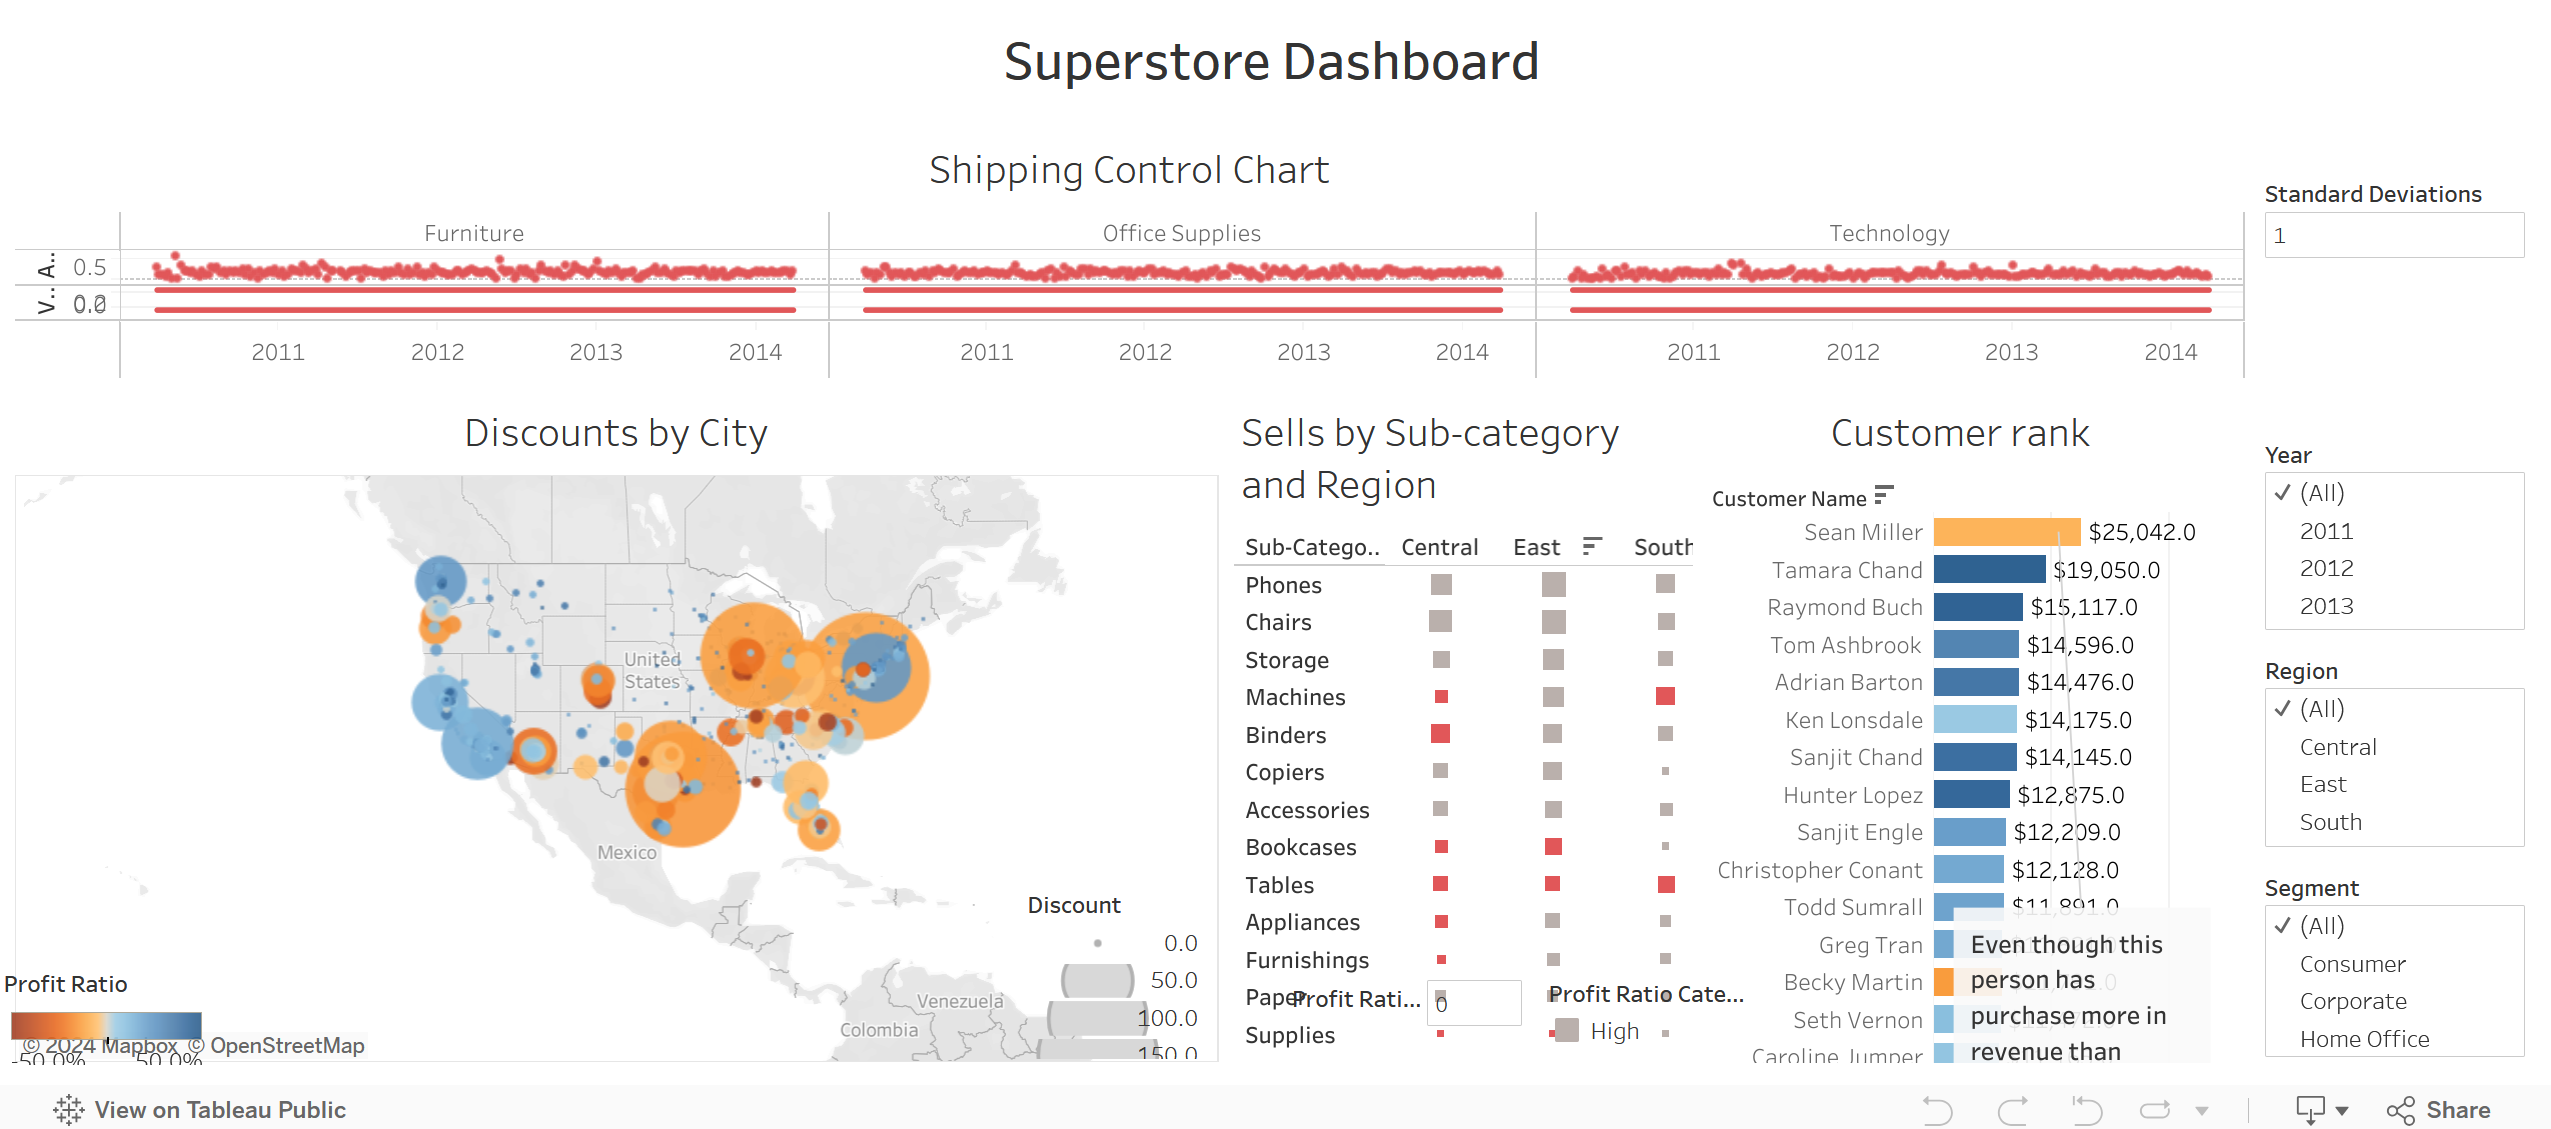 Superstore Dashboard
Shipping Control Chart
Furniture
Office Supplies
Technology
A..
0.5
V..
2011
2012
2013
2014
2011
2012
2013
2014
2011
2012
2013
2014
Standard Deviations
1
Discounts by City
United
States
Mexico
Venezuela
Colombia
Discount
0.0
50.0
100.0
150.0
Profit Ratio
-50.0%
50.0%
© 2024 Mapbox © OpenStreetMap
Sells by Sub-category
and Region
Sub-Catego..
Central
East
South
Phones
Chairs
Storage
Machines
Binders
Copiers
Accessories
Bookcases
Tables
Appliances
Furnishings
Paper
Supplies
Profit Rati...
0
Profit Ratio Cate...
High
Customer rank
Customer Name
Sean Miller $25,042.0
Tamara Chand $19,050.0
Raymond Buch $15,117.0
Tom Ashbrook $14,596.0
Adrian Barton $14,476.0
Ken Lonsdale $14,175.0
Sanjit Chand $14,145.0
Hunter Lopez $12,875.0
Sanjit Engle $12,209.0
Christopher Conant $12,128.0
Todd Sumrall $11,891.0
Greg Tran
Becky Martin
Seth Vernon
Caroline Jumper
Even though this
person has
purchase more in
revenue than
Year
(All)
2011
2012
2013
Region
(All)
Central
East
South
Segment
(All)
Consumer
Corporate
Home Office
View on Tableau Public
Share